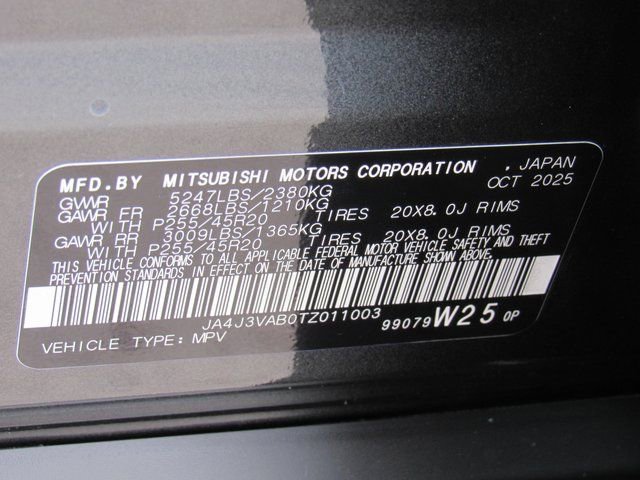 MFD.BY MITSUBISHI MOTORS CORPORATION , JAPAN
GVWR 5247LBS/2380KG OCT 2025
GAWR FR 2668LBS/1210KG
WITH P255/45R20 TIRES 20X8.0J RIMS
GAWR RR 3009LBS/1365KG
WITH P255/45R20 TIRES 20X8.0J RIMS
THIS VEHICLE CONFORMS TO ALL APPLICABLE FEDERAL MOTOR VEHICLE SAFETY AND THEFT
PREVENTION STANDARDS IN EFFECT ON THE DATE OF MANUFACTURE SHOWN ABOVE.
JA4J3VAB0TZ011003
VEHICLE TYPE: MPV 99079 W25 0P